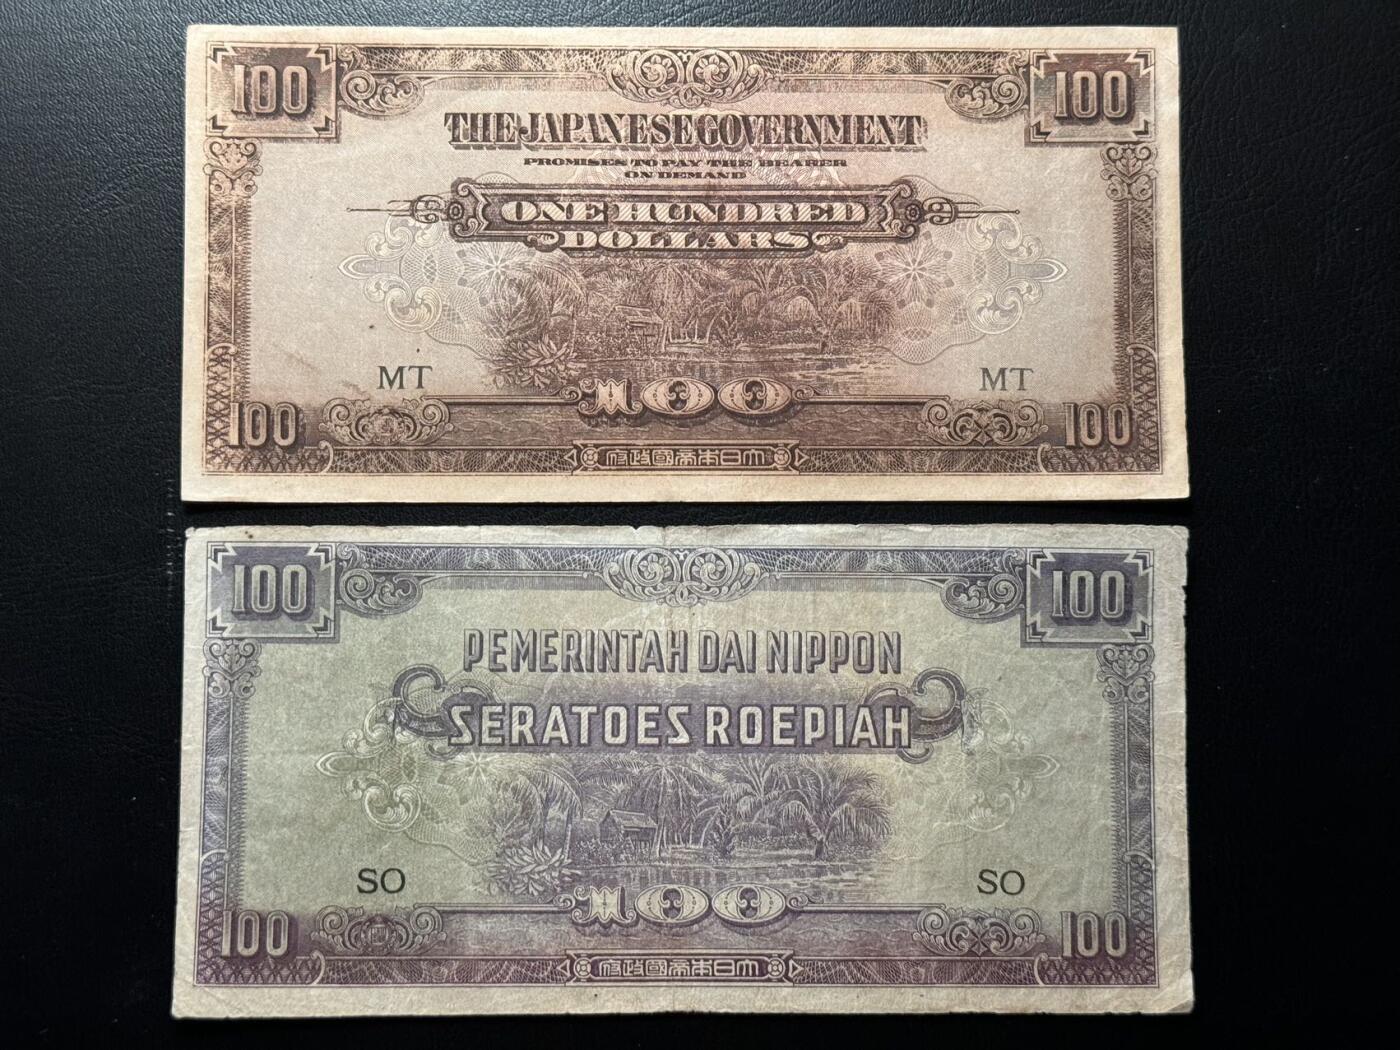 100 100
THE JAPANESE GOVERNMENT
PROMISES TO PAY THE BEARER
ON DEMAND
ONE HUNDRED
DOLLARS
MT MT
100
100 100
府政國帝本日大
100 100
PEMERINTAH DAI NIPPON
SERATOES ROEPIAH
SO SO
100
100 100
府政國帝本日大